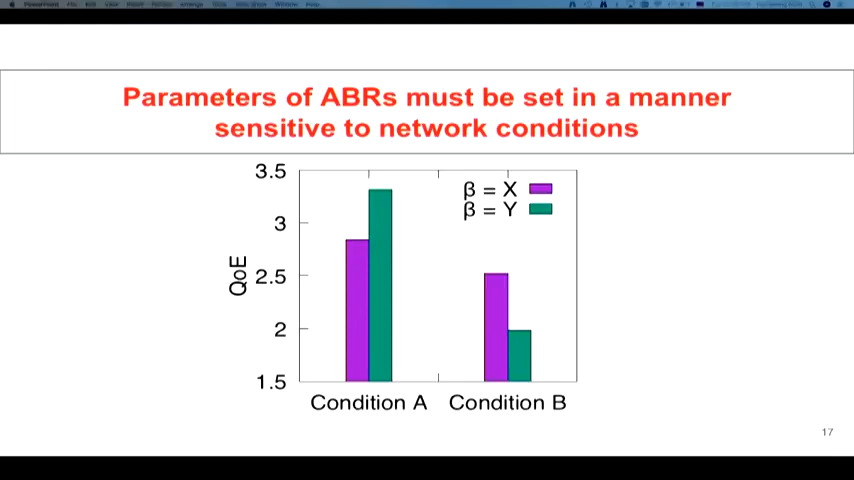 Parameters of ABRs must be set in a manner
sensitive to network conditions
3.5
3
2.5
2
1.5
QoE
β = X
β = Y
Condition A
Condition B
17